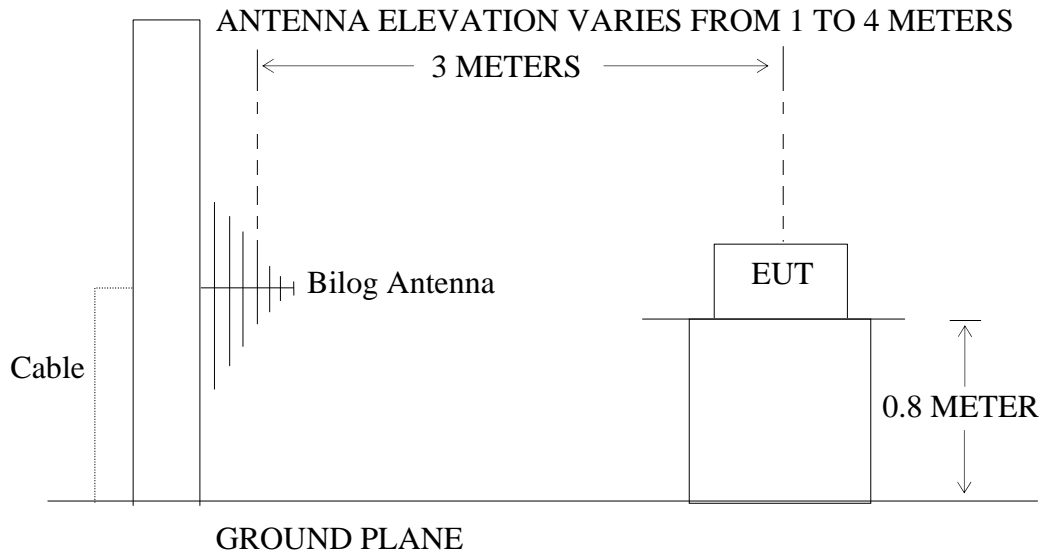 ANTENNA ELEVATION VARIES FROM 1 TO 4 METERS
3 METERS
EUT
Bilog Antenna
Cable
0.8 METER
GROUND PLANE